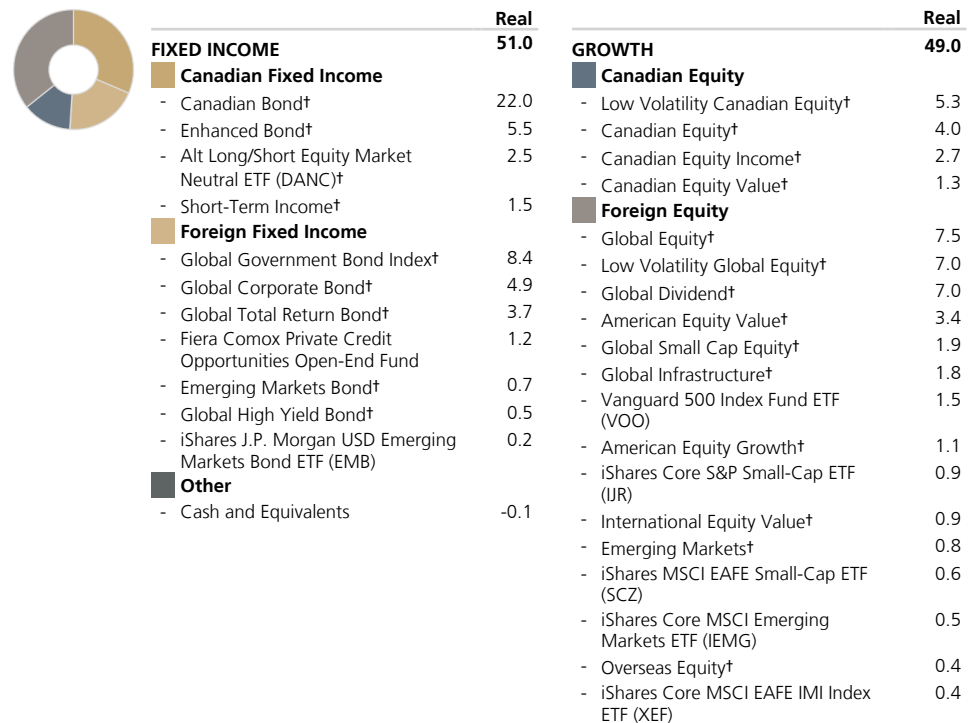 Real
FIXED INCOME 51.0
Canadian Fixed Income
- Canadian Bond† 22.0
- Enhanced Bond† 5.5
- Alt Long/Short Equity Market 2.5
Neutral ETF (DANC)†
- Short-Term Income† 1.5
Foreign Fixed Income
- Global Government Bond Index† 8.4
- Global Corporate Bond† 4.9
- Global Total Return Bond† 3.7
- Fiera Comox Private Credit 1.2
Opportunities Open-End Fund
- Emerging Markets Bond† 0.7
- Global High Yield Bond† 0.5
- iShares J.P. Morgan USD Emerging 0.2
Markets Bond ETF (EMB)
Other
- Cash and Equivalents -0.1
Real
GROWTH 49.0
Canadian Equity
- Low Volatility Canadian Equity† 5.3
- Canadian Equity† 4.0
- Canadian Equity Income† 2.7
- Canadian Equity Value† 1.3
Foreign Equity
- Global Equity† 7.5
- Low Volatility Global Equity† 7.0
- Global Dividend† 7.0
- American Equity Value† 3.4
- Global Small Cap Equity† 1.9
- Global Infrastructure† 1.8
- Vanguard 500 Index Fund ETF 1.5
(VOO)
- American Equity Growth† 1.1
- iShares Core S&P Small-Cap ETF 0.9
(IJR)
- International Equity Value† 0.9
- Emerging Markets† 0.8
- iShares MSCI EAFE Small-Cap ETF 0.6
(SCZ)
- iShares Core MSCI Emerging 0.5
Markets ETF (IEMG)
- Overseas Equity† 0.4
- iShares Core MSCI EAFE IMI Index 0.4
ETF (XEF)